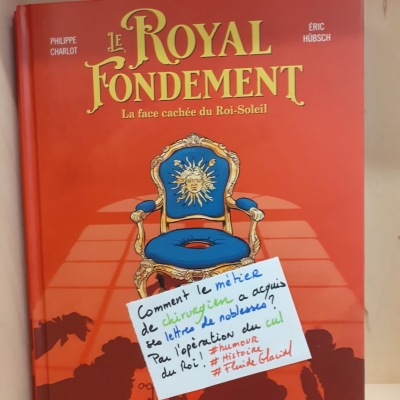 PHILIPPE
CHARLOT
ÉRIC
HÜBSCH
LE ROYAL
FONDEMENT
La face cachée du Roi-Soleil
Comment le métier
de chirurgien a acquis
ses lettres de noblesses ?
Par l'opération du cul
du Roi ! #humour
#Histoire
#Fluide Glacial